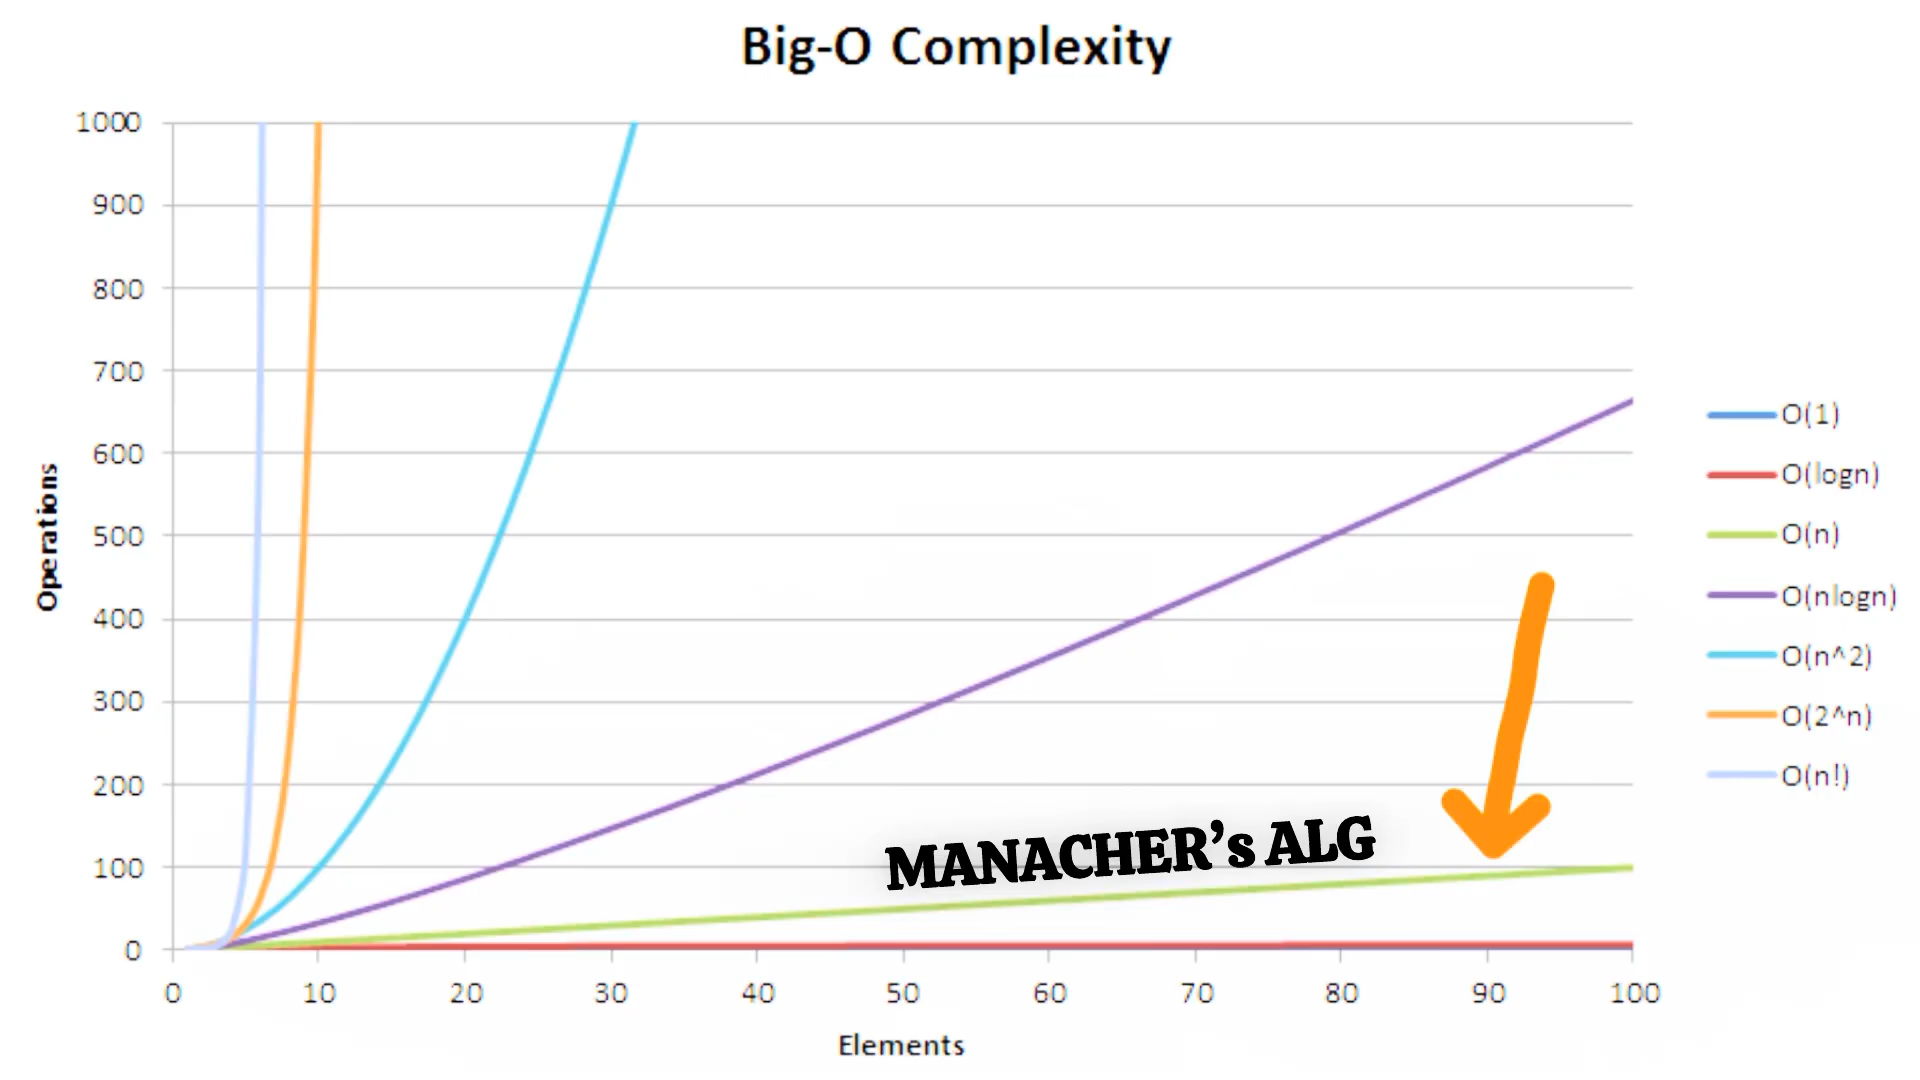 Big-O Complexity
1000
900
800
700
600
500
400
300
200
100
0
Operations
0 10 20 30 40 50 60 70 80 90 100
Elements
MANACHER’s ALG
O(1)
O(logn)
O(n)
O(nlogn)
O(n^2)
O(2^n)
O(n!)